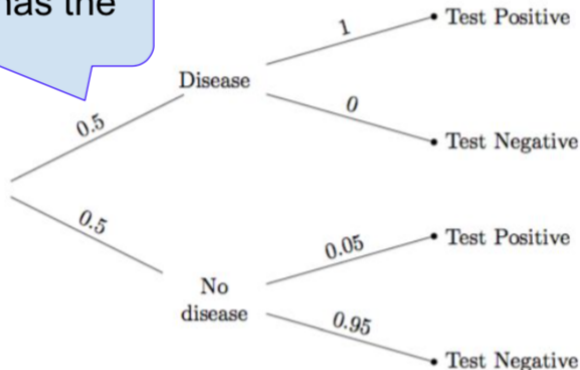 has the
1
Test Positive
Disease
0
0.5
Test Negative
0.5
Test Positive
0.05
No
disease
0.95
Test Negative